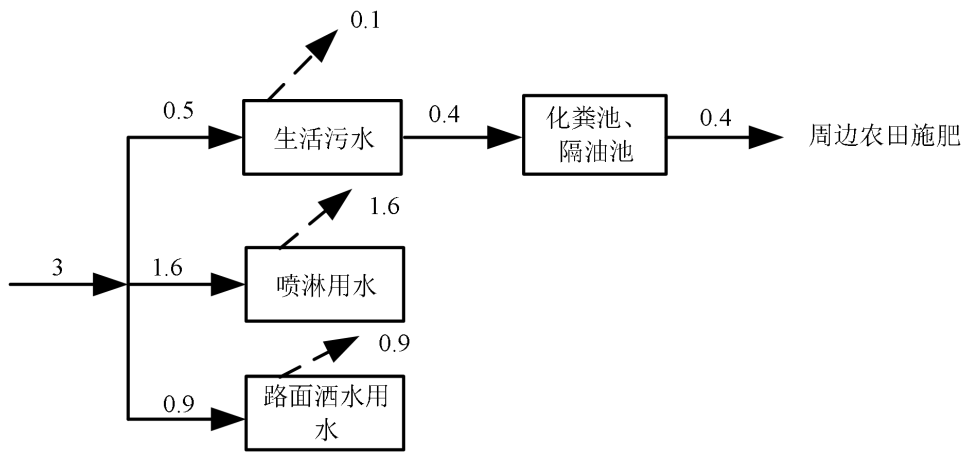 0.1
0.5
生活污水
0.4
化粪池、
隔油池
0.4
周边农田施肥
3
1.6
1.6
喷淋用水
0.9
0.9
路面洒水用
水